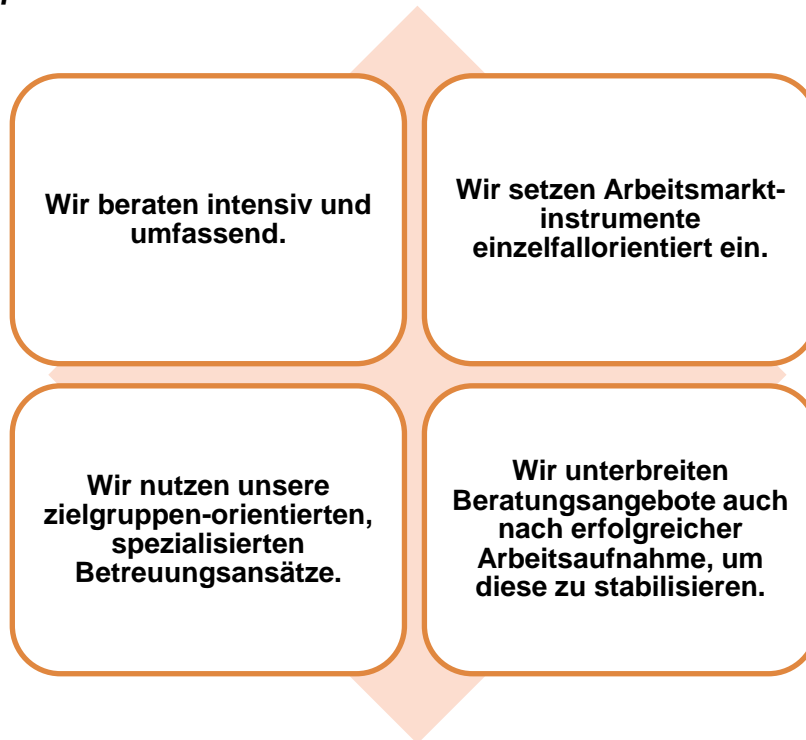 Wir beraten intensiv und
umfassend.
Wir setzen Arbeitsmarkt-
instrumente
einzelfallorientiert ein.
Wir nutzen unsere
zielgruppen-orientierten,
spezialisierten
Betreuungsansätze.
Wir unterbreiten
Beratungsangebote auch
nach erfolgreicher
Arbeitsaufnahme, um
diese zu stabilisieren.